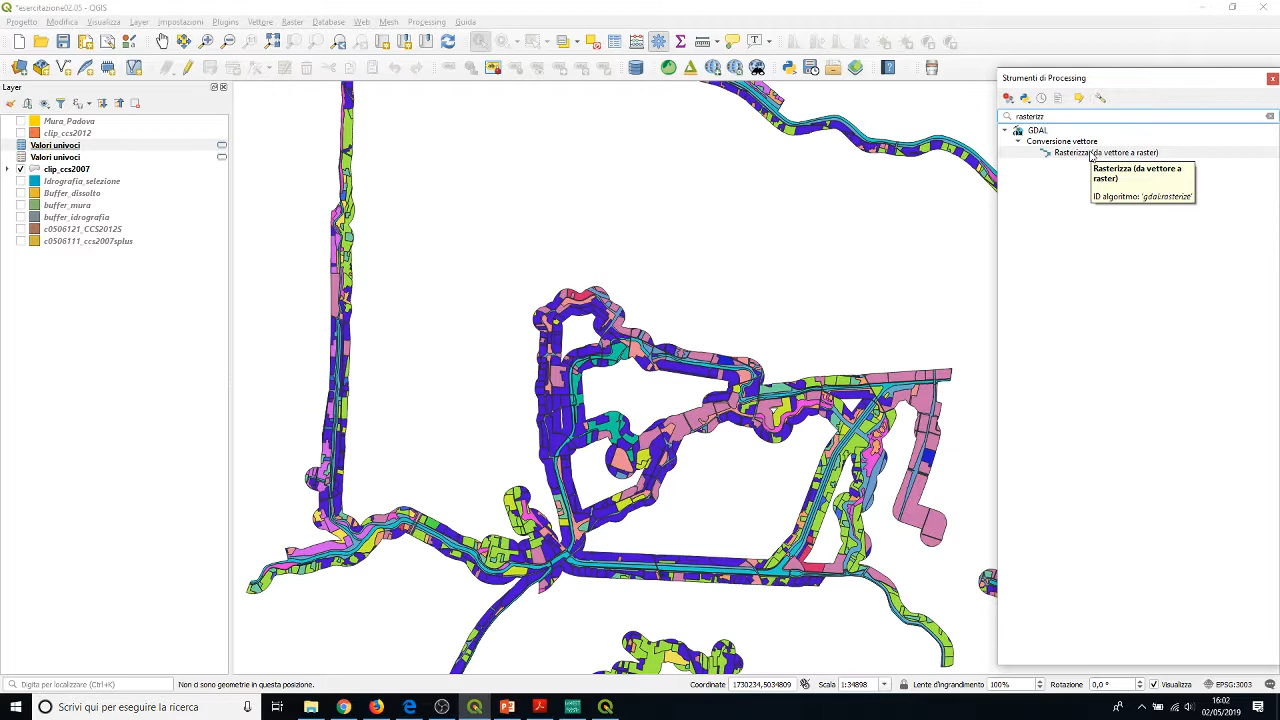 *esercitazione02.05 — QGIS
Progetto Modifica Visualizza Layer Impostazioni Plugins Vettore Raster Database Web Mesh Processing Guida
Layer
Mura_Padova
clip_ccs2012
Valori univoci
Valori univoci
clip_ccs2007
Idrografia_selezione
Buffer_dissolto
buffer_mura
buffer_idrografia
c0506121_CCS2012S
c0506111_ccs2007splus
Strumenti di Processing
rasterizz
GDAL
Conversione vettore
Rasterizza (da vettore a raster)
Rasterizza (da vettore a
raster)
ID algoritmo: 'gdal:rasterize'
Digita per localizzare (Ctrl+K)
Non ci sono geometrie in questa posizione.
Coordinate 1730234,5034809
Scala 1:34898
Lente d'ingrandimento 100%
Rotazione 0,0 °
Visualizza
EPSG:3003
Scrivi qui per eseguire la ricerca
16:02
02/05/2019